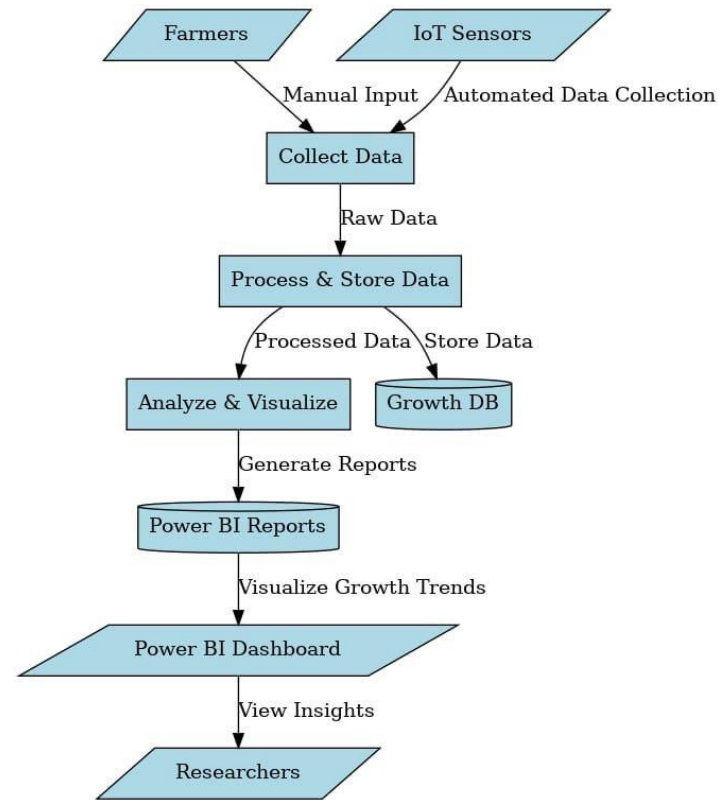 Farmers
IoT Sensors
Manual Input
Automated Data Collection
Collect Data
Raw Data
Process & Store Data
Processed Data
Store Data
Analyze & Visualize
Growth DB
Generate Reports
Power BI Reports
Visualize Growth Trends
Power BI Dashboard
View Insights
Researchers